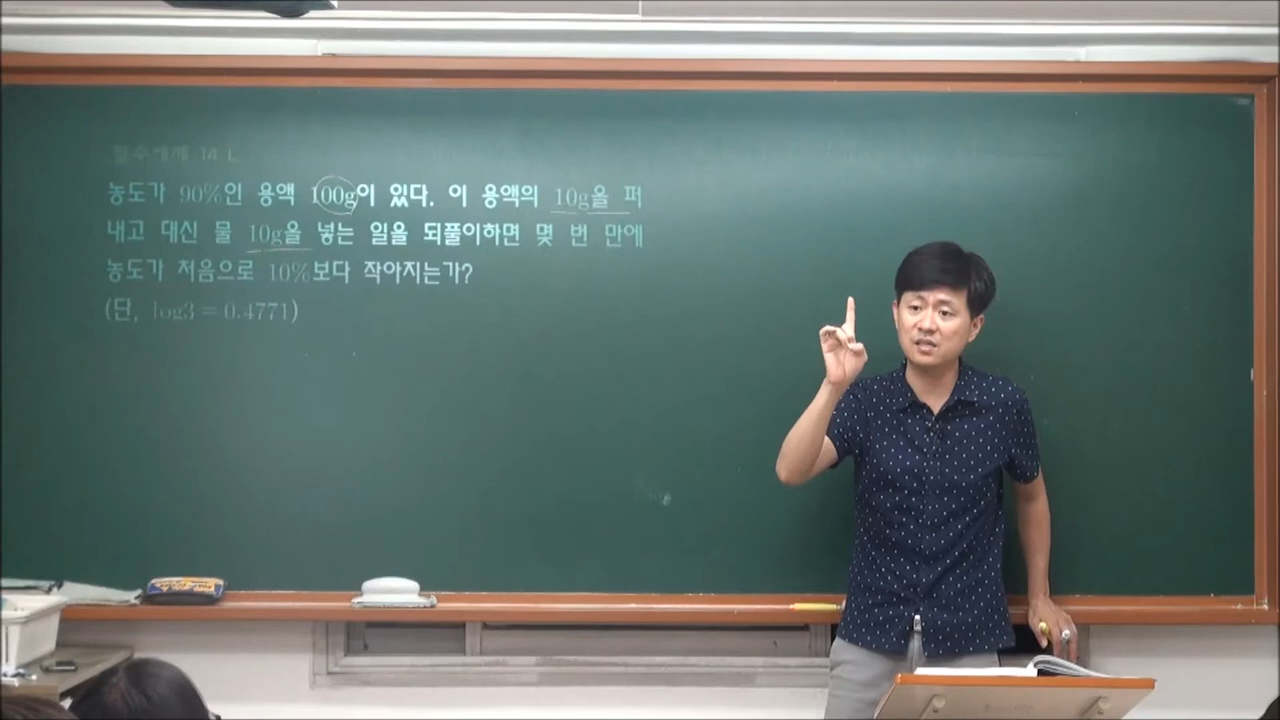 필수예제 14
농도가 90%인 용액 100g이 있다. 이 용액의 10g을 퍼
내고 대신 물 10g을 넣는 일을 되풀이하면 몇 번 만에
농도가 처음으로 10%보다 작아지는가?
(단, log3 = 0.4771)